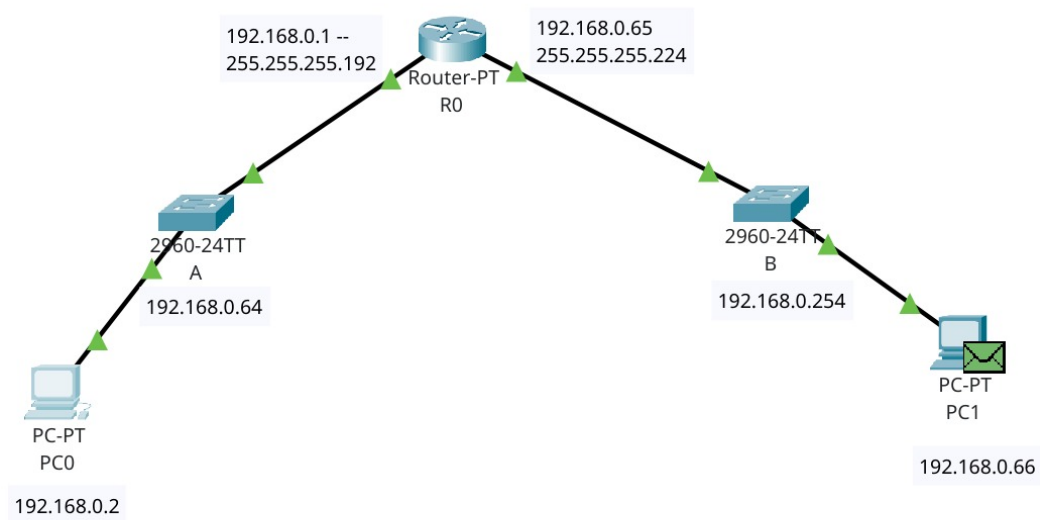 192.168.0.1 --
255.255.255.192
192.168.0.65
255.255.255.224
Router-PT
R0
2960-24TT
A
192.168.0.64
2960-24TT
B
192.168.0.254
PC-PT
PC0
192.168.0.2
PC-PT
PC1
192.168.0.66